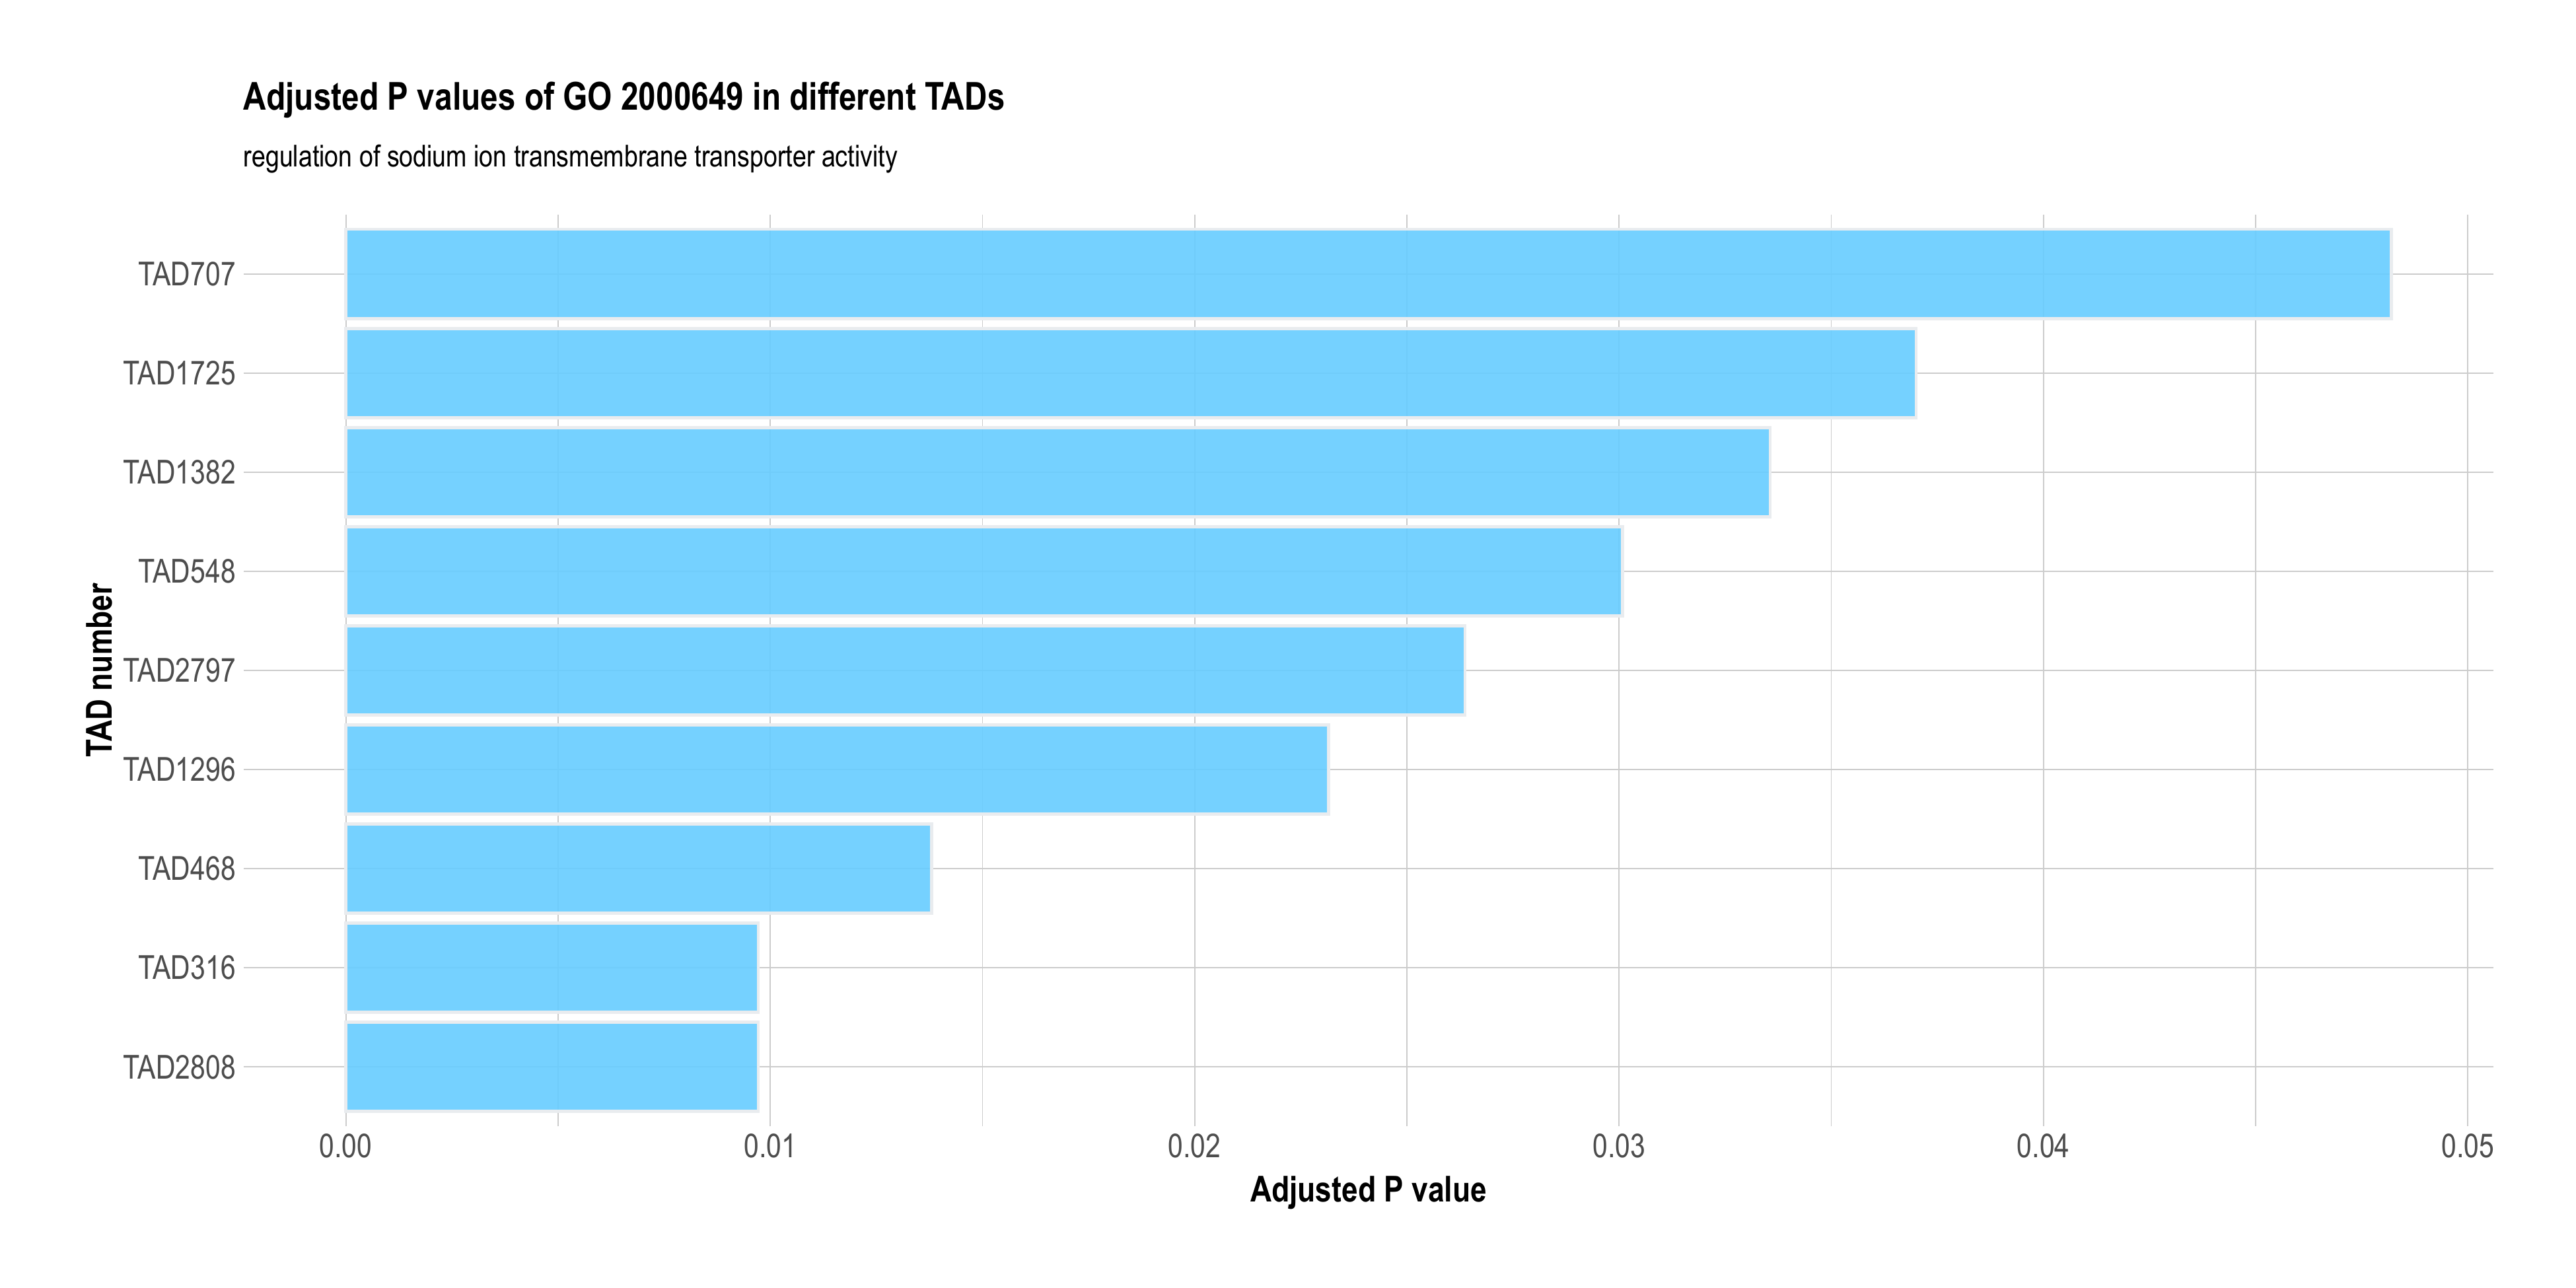 Adjusted P values of GO 2000649 in different TADs
regulation of sodium ion transmembrane transporter activity
TAD number
TAD707
TAD1725
TAD1382
TAD548
TAD2797
TAD1296
TAD468
TAD316
TAD2808
0.00 0.01 0.02 0.03 0.04 0.05
Adjusted P value